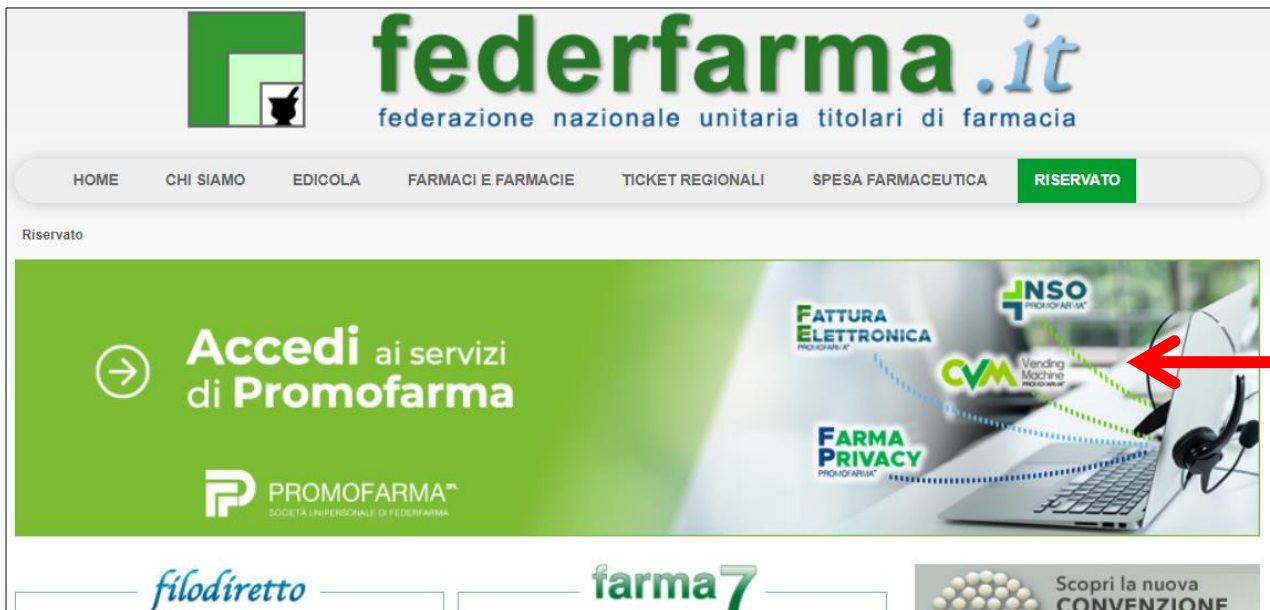 federfarma.it
federazione nazionale unitaria titolari di farmacia
HOME CHI SIAMO EDICOLA FARMACI E FARMACIE TICKET REGIONALI SPESA FARMACEUTICA RISERVATO
Riservato
Accedi ai servizi
di Promofarma
PROMOFARMA SRL
SOCIETÀ UNIPERSONALE DI FEDERFARMA
NSO
PROMOFARMA
FATTURA
ELETTRONICA
PROMOFARMA
CVM Vending
Machine
PROMOFARMA
FARMA
PRIVACY
PROMOFARMA
filodiretto
farma7
Scopri la nuova
CONVENZIONE